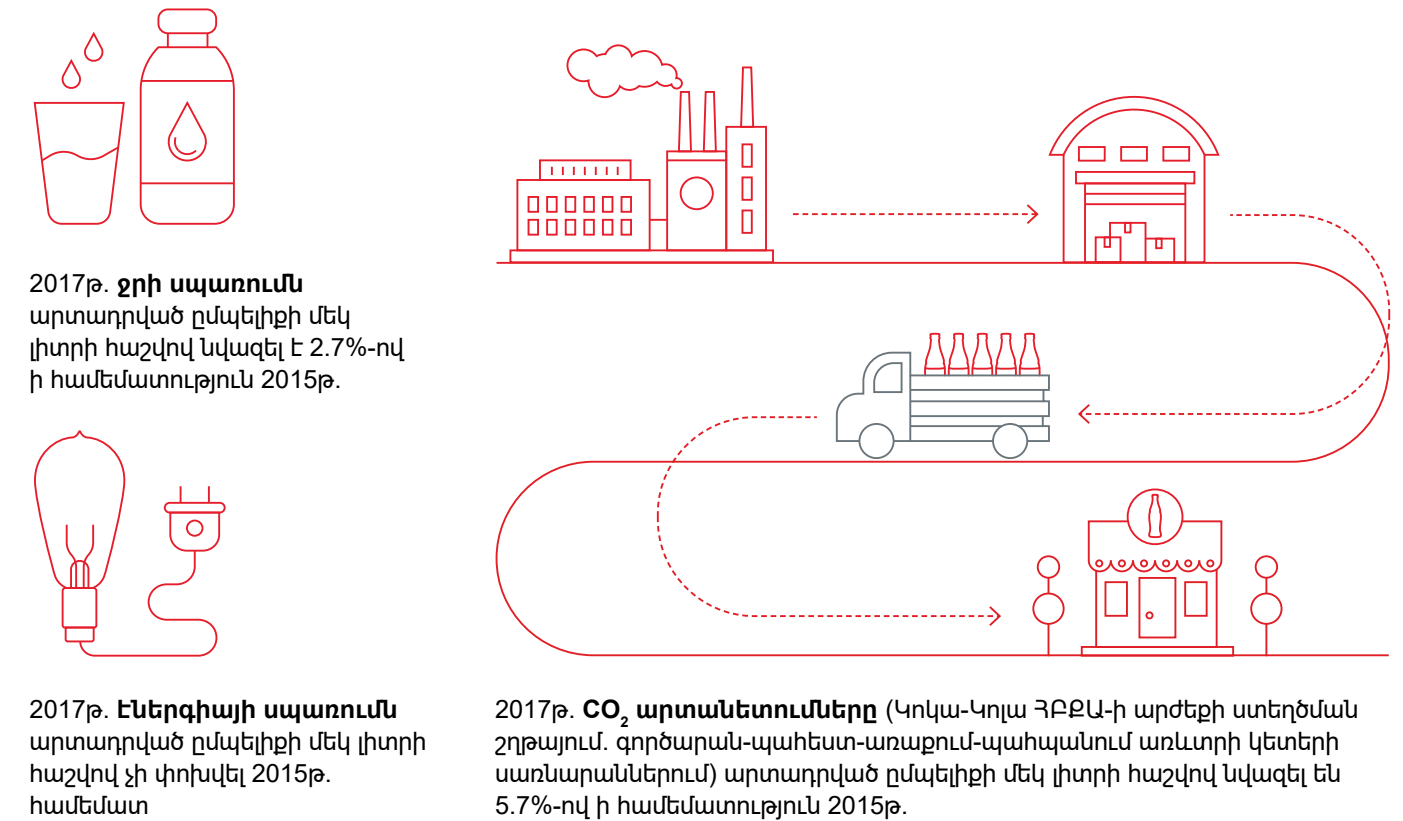 2017թ. ջրի սպառումն
արտադրված ըմպելիքի մեկ
լիտրի հաշվով նվազել է 2.7%-ով
ի համեմատություն 2015թ.
2017թ. էներգիայի սպառումն
արտադրված ըմպելիքի մեկ լիտրի
հաշվով չի փոխվել 2015թ.
համեմատ
2017թ. CO₂ արտանետումները (Կոկա-Կոլա ՀԲՔԱ-ի արժեքի ստեղծման
շղթայում. գործարան-պահեստ-առաքում-պահպանում առևտրի կետերի
սառնարաններում) արտադրված ըմպելիքի մեկ լիտրի հաշվով նվազել են
5.7%-ով ի համեմատություն 2015թ.